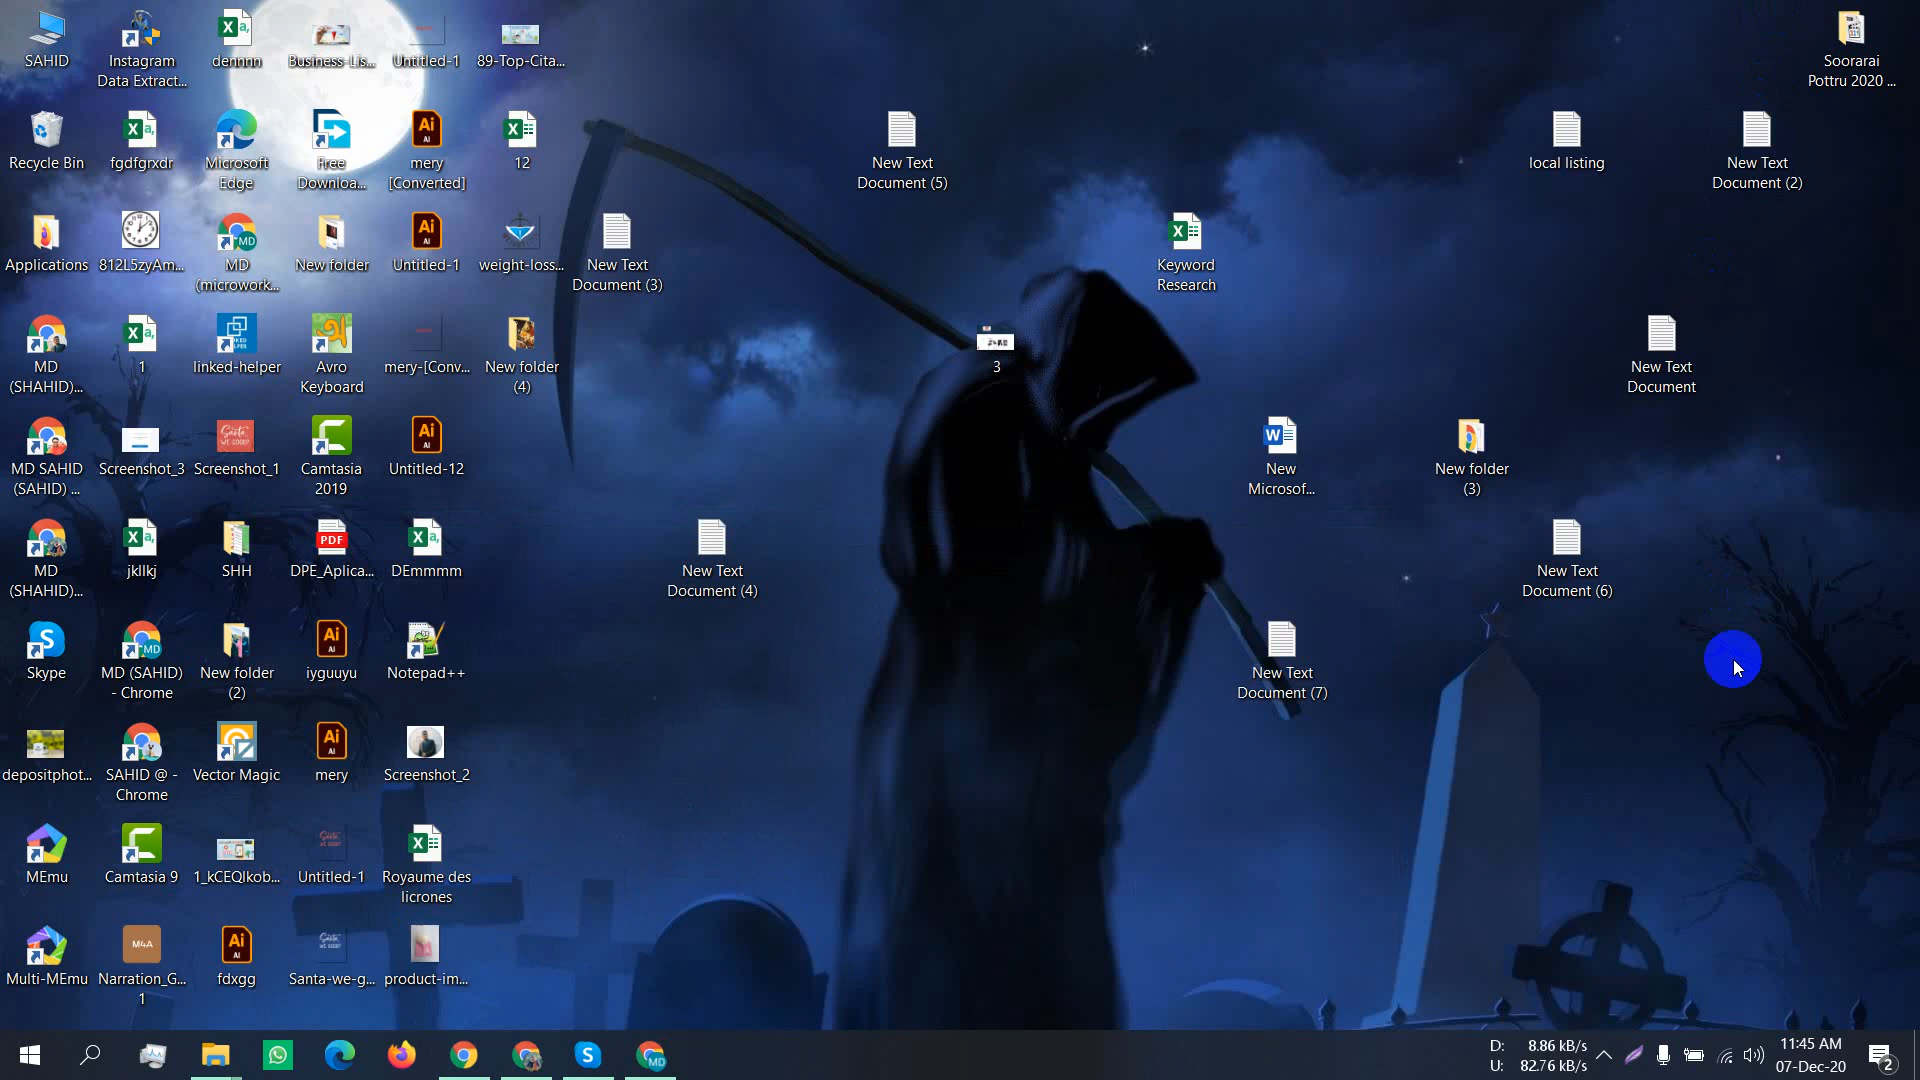 SAHID
Instagram
Data Extract...
dennnn
Business-Lis...
Untitled-1
89-Top-Cita...
Soorarai
Pottru 2020 ...
Recycle Bin
fgdfgrxdr
Microsoft
Edge
Free
Downloa...
mery
[Converted]
12
New Text
Document (5)
local listing
New Text
Document (2)
Applications
812L5zyAm...
MD
(microwork...
New folder
Untitled-1
weight-loss...
New Text
Document (3)
Keyword
Research
MD
(SHAHID)...
1
linked-helper
Avro
Keyboard
mery-[Conv...
New folder
(4)
3
New Text
Document
MD SAHID
(SAHID) ...
Screenshot_3
Screenshot_1
Camtasia
2019
Untitled-12
New
Microsof...
New folder
(3)
MD
(SHAHID)...
jkllkj
SHH
PDF
DPE_Aplica...
DEmmmm
New Text
Document (4)
New Text
Document (6)
Skype
MD (SAHID)
- Chrome
New folder
(2)
iyguuyu
Notepad++
New Text
Document (7)
depositphot...
SAHID @ -
Chrome
Vector Magic
mery
Screenshot_2
MEmu
Camtasia 9
1_kCEQIkob...
Untitled-1
Royaume des
licrones
Multi-MEmu
M4A
Narration_G...
1
fdxgg
Santa-we-g...
product-im...
D: 8.86 kB/s
U: 82.76 kB/s
11:45 AM
07-Dec-20
2